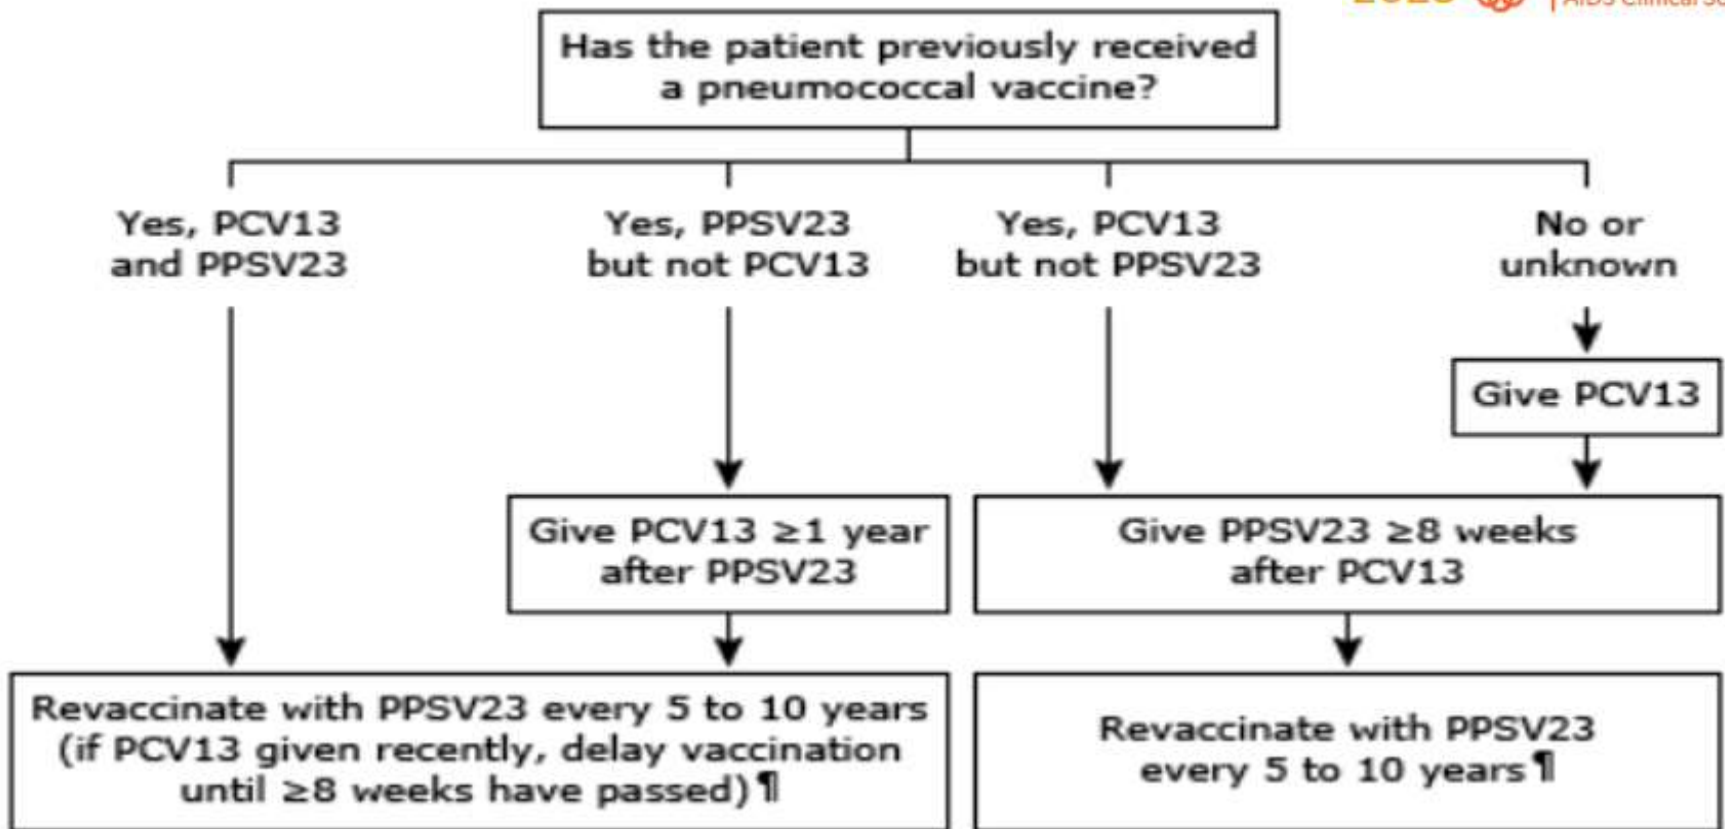 Has the patient previously received
a pneumococcal vaccine?
Yes, PCV13
and PPSV23
Yes, PPSV23
but not PCV13
Yes, PCV13
but not PPSV23
No or
unknown
Give PCV13
Give PCV13 ≥1 year
after PPSV23
Give PPSV23 ≥8 weeks
after PCV13
Revaccinate with PPSV23 every 5 to 10 years
(if PCV13 given recently, delay vaccination
until ≥8 weeks have passed)¶
Revaccinate with PPSV23
every 5 to 10 years¶